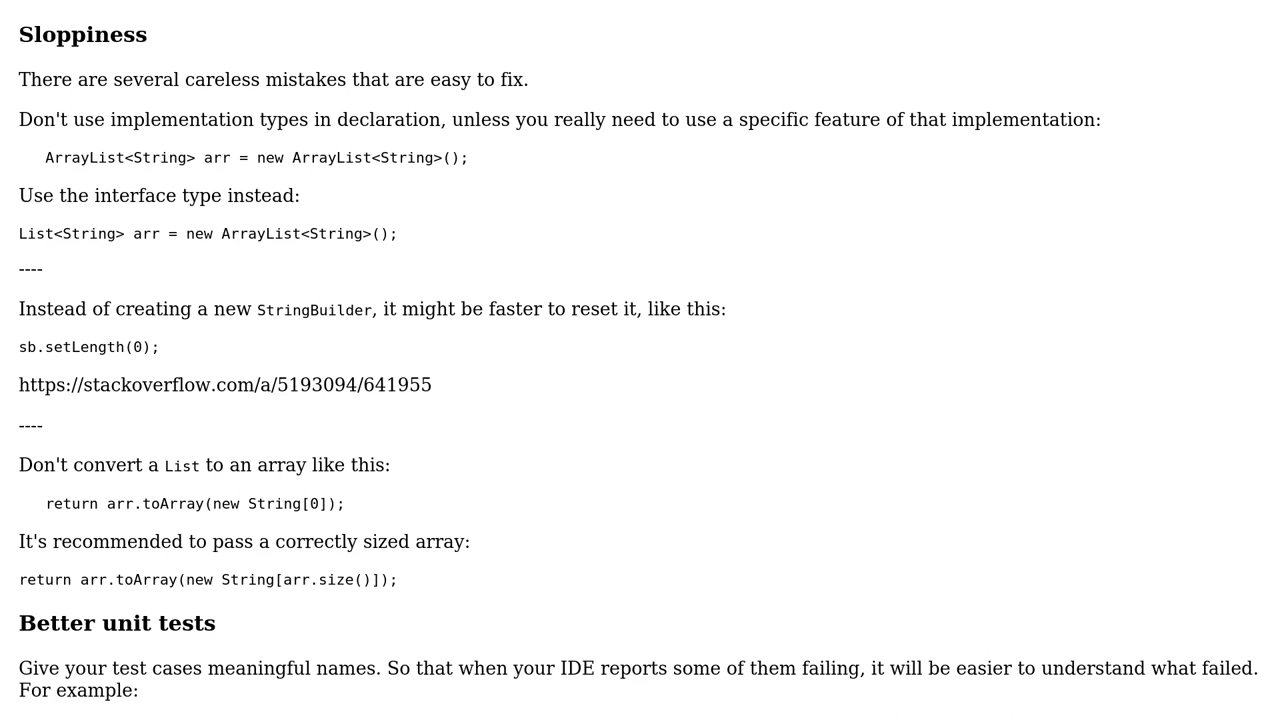 Sloppiness
There are several careless mistakes that are easy to fix.
Don't use implementation types in declaration, unless you really need to use a specific feature of that implementation:
ArrayList<String> arr = new ArrayList<String>();
Use the interface type instead:
List<String> arr = new ArrayList<String>();
----
Instead of creating a new StringBuilder, it might be faster to reset it, like this:
sb.setLength(0);
https://stackoverflow.com/a/5193094/641955
----
Don't convert a List to an array like this:
return arr.toArray(new String[0]);
It's recommended to pass a correctly sized array:
return arr.toArray(new String[arr.size()]);
Better unit tests
Give your test cases meaningful names. So that when your IDE reports some of them failing, it will be easier to understand what failed.
For example: